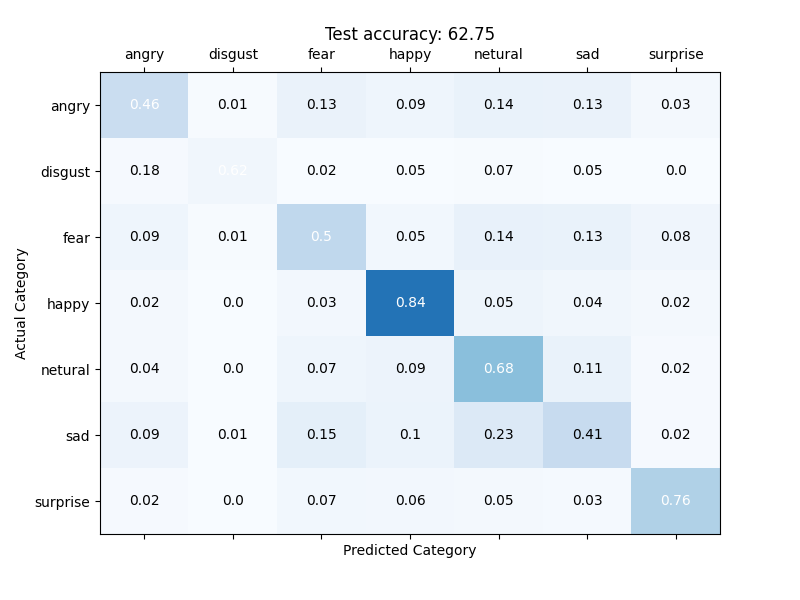 Test accuracy: 62.75
angry disgust fear happy netural sad surprise
angry 0.46 0.01 0.13 0.09 0.14 0.13 0.03
disgust 0.18 0.62 0.02 0.05 0.07 0.05 0.0
fear 0.09 0.01 0.5 0.05 0.14 0.13 0.08
happy 0.02 0.0 0.03 0.84 0.05 0.04 0.02
netural 0.04 0.0 0.07 0.09 0.68 0.11 0.02
sad 0.09 0.01 0.15 0.1 0.23 0.41 0.02
surprise 0.02 0.0 0.07 0.06 0.05 0.03 0.76
Actual Category
Predicted Category